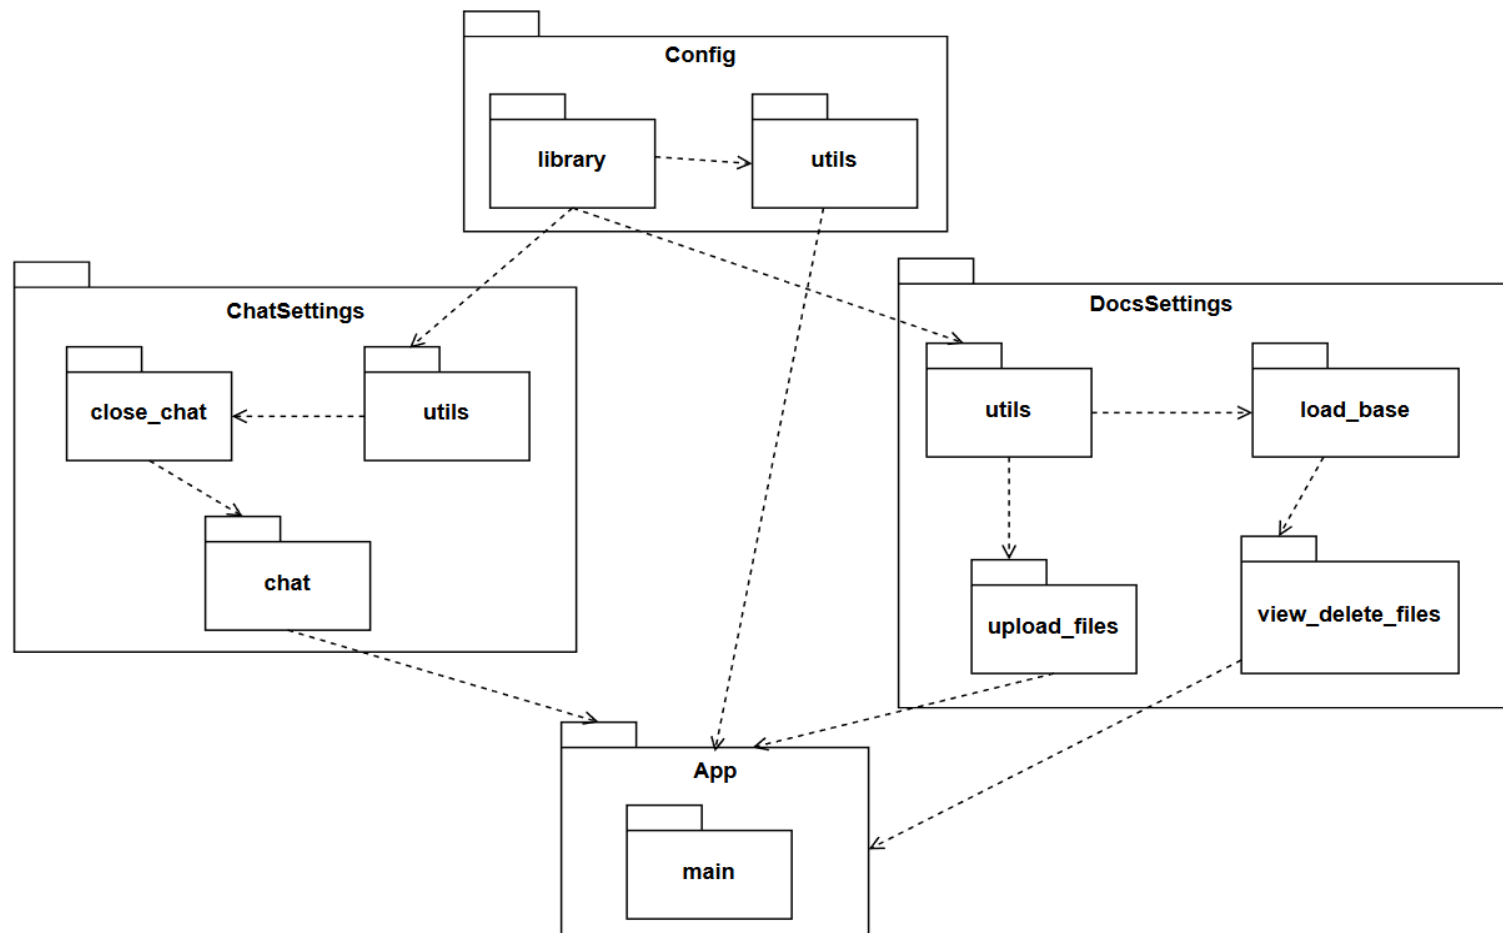 Config
library
utils
ChatSettings
close_chat
utils
chat
DocsSettings
utils
load_base
upload_files
view_delete_files
App
main